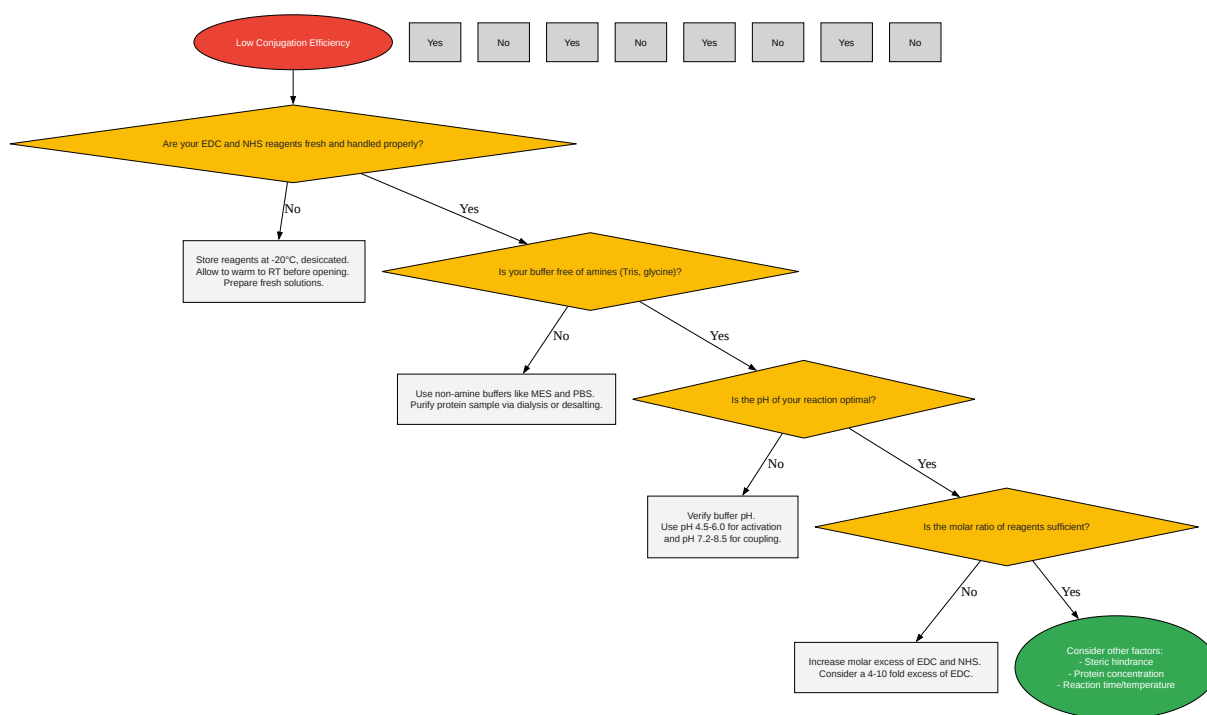 Low Conjugation Efficiency
Yes
No
Yes
No
Yes
No
Yes
No
Are your EDC and NHS reagents fresh and handled properly?
No
Yes
Store reagents at -20°C, desiccated.
Allow to warm to RT before opening.
Prepare fresh solutions.
Is your buffer free of amines (Tris, glycine)?
No
Yes
Use non-amine buffers like MES and PBS.
Purify protein sample via dialysis or desalting.
Is the pH of your reaction optimal?
No
Yes
Verify buffer pH.
Use pH 4.5-6.0 for activation
and pH 7.2-8.5 for coupling.
Is the molar ratio of reagents sufficient?
No
Yes
Increase molar excess of EDC and NHS.
Consider a 4-10 fold excess of EDC.
Consider other factors:
- Steric hindrance
- Protein concentration
- Reaction time/temperature